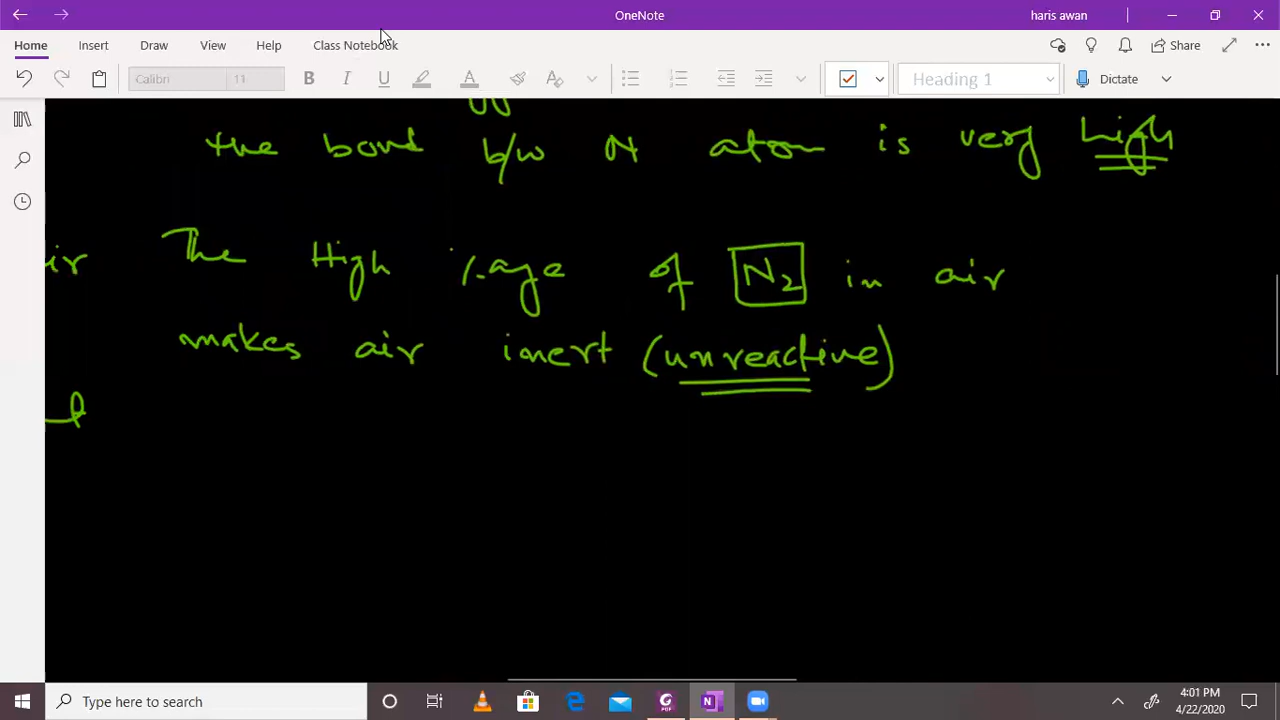 OneNote
haris awan
Home Insert Draw View Help Class Notebook
Share
Calibri 11
B I U A
Heading 1
Dictate
the bond b/w N atom is very high
ir The High %age of N2 in air
makes air inert (unreactive)
Type here to search
4:01 PM
4/22/2020